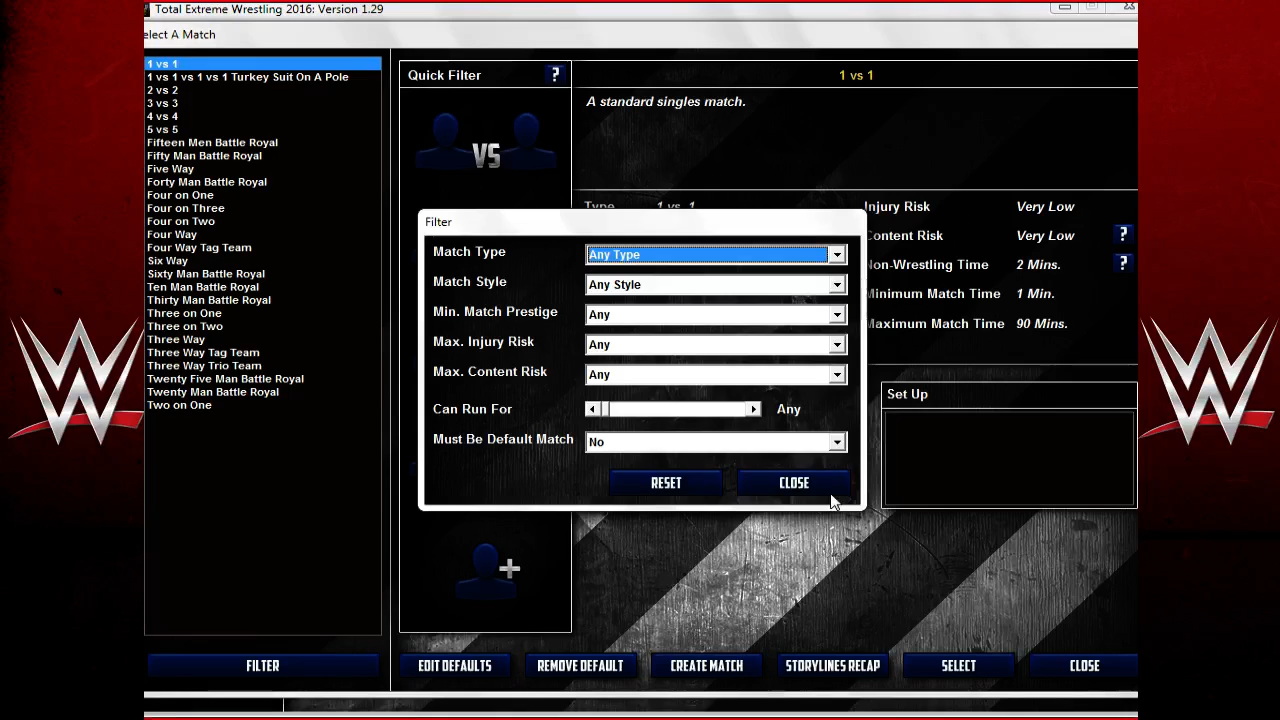 Total Extreme Wrestling 2016: Version 1.29
elect A Match
1 vs 1
1 vs 1 vs 1 vs 1 Turkey Suit On A Pole
2 vs 2
3 vs 3
4 vs 4
5 vs 5
Fifteen Men Battle Royal
Fifty Man Battle Royal
Five Way
Forty Man Battle Royal
Four on One
Four on Three
Four on Two
Four Way
Four Way Tag Team
Six Way
Sixty Man Battle Royal
Ten Man Battle Royal
Thirty Man Battle Royal
Three on One
Three on Two
Three Way
Three Way Tag Team
Three Way Trio Team
Twenty Five Man Battle Royal
Twenty Man Battle Royal
Two on One
FILTER
Quick Filter ?
VS
1 vs 1
A standard singles match.
Type 1 vs. 1
Injury Risk Very Low
Content Risk Very Low ?
Non-Wrestling Time 2 Mins. ?
Minimum Match Time 1 Min.
Maximum Match Time 90 Mins.
Set Up
Filter
Match Type Any Type
Match Style Any Style
Min. Match Prestige Any
Max. Injury Risk Any
Max. Content Risk Any
Can Run For Any
Must Be Default Match No
RESET CLOSE
EDIT DEFAULTS REMOVE DEFAULT CREATE MATCH STORYLINES RECAP SELECT CLOSE